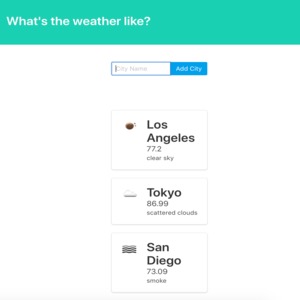 What's the weather like?
City Name
Add City
Los
Angeles
77.2
clear sky
Tokyo
86.99
scattered clouds
San
Diego
73.09
smoke